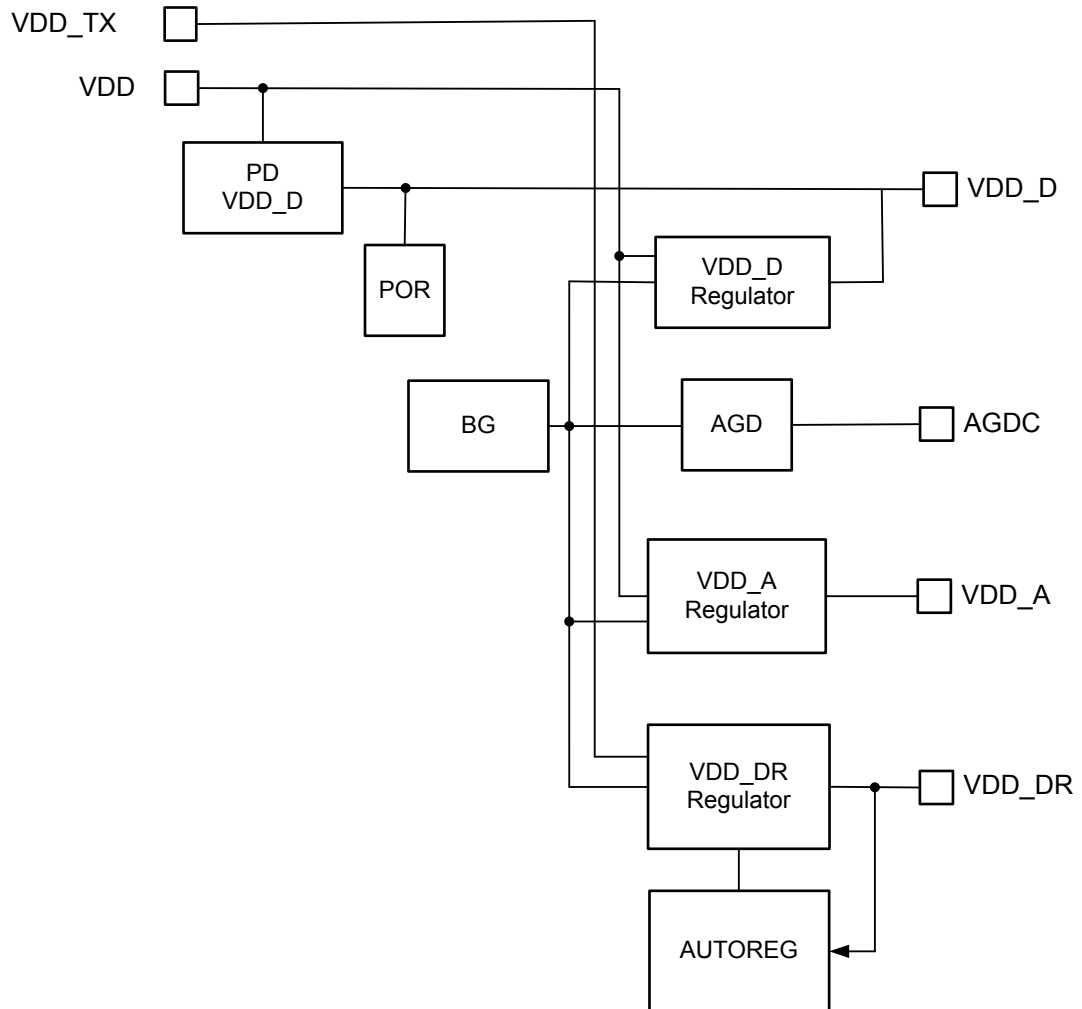 VDD_TX
VDD
PD
VDD_D
VDD_D
POR
VDD_D
Regulator
BG
AGD
AGDC
VDD_A
Regulator
VDD_A
VDD_DR
Regulator
VDD_DR
AUTOREG